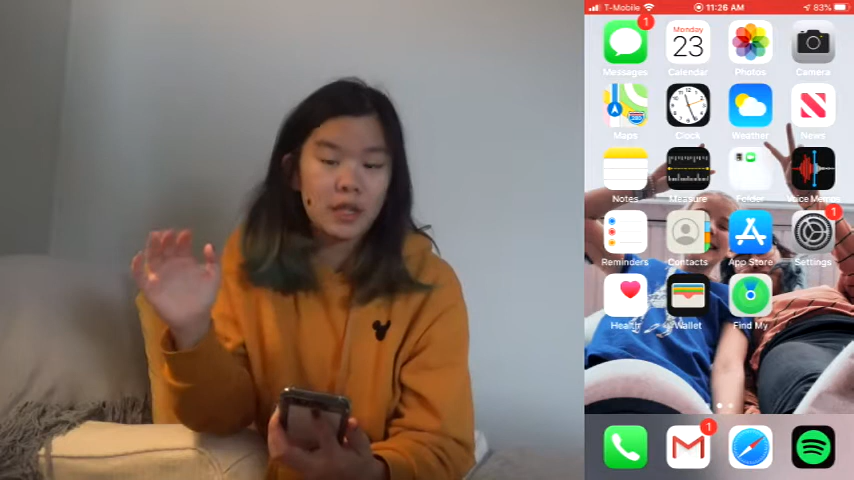 T-Mobile 11:26 AM 83%
1
Monday
23
Messages Calendar Photos Camera
Maps Clock Weather News
Notes Measure Folder Voice Memos
1
Reminders Contacts App Store Settings
Health Wallet Find My
1